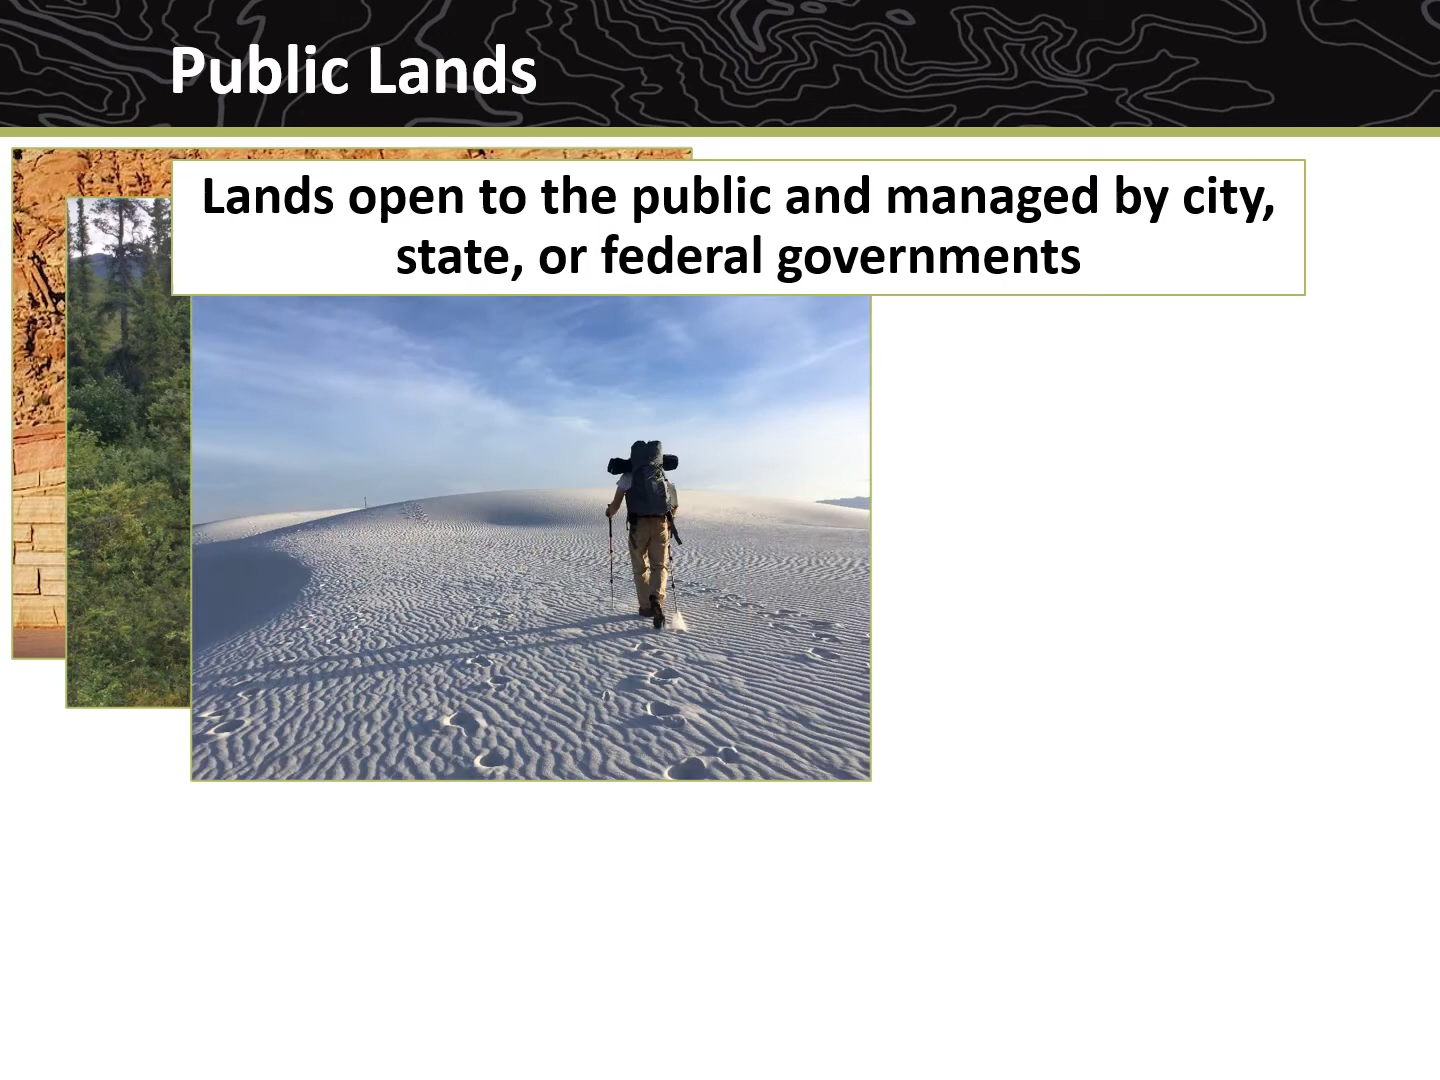 Public Lands
Lands open to the public and managed by city,
state, or federal governments